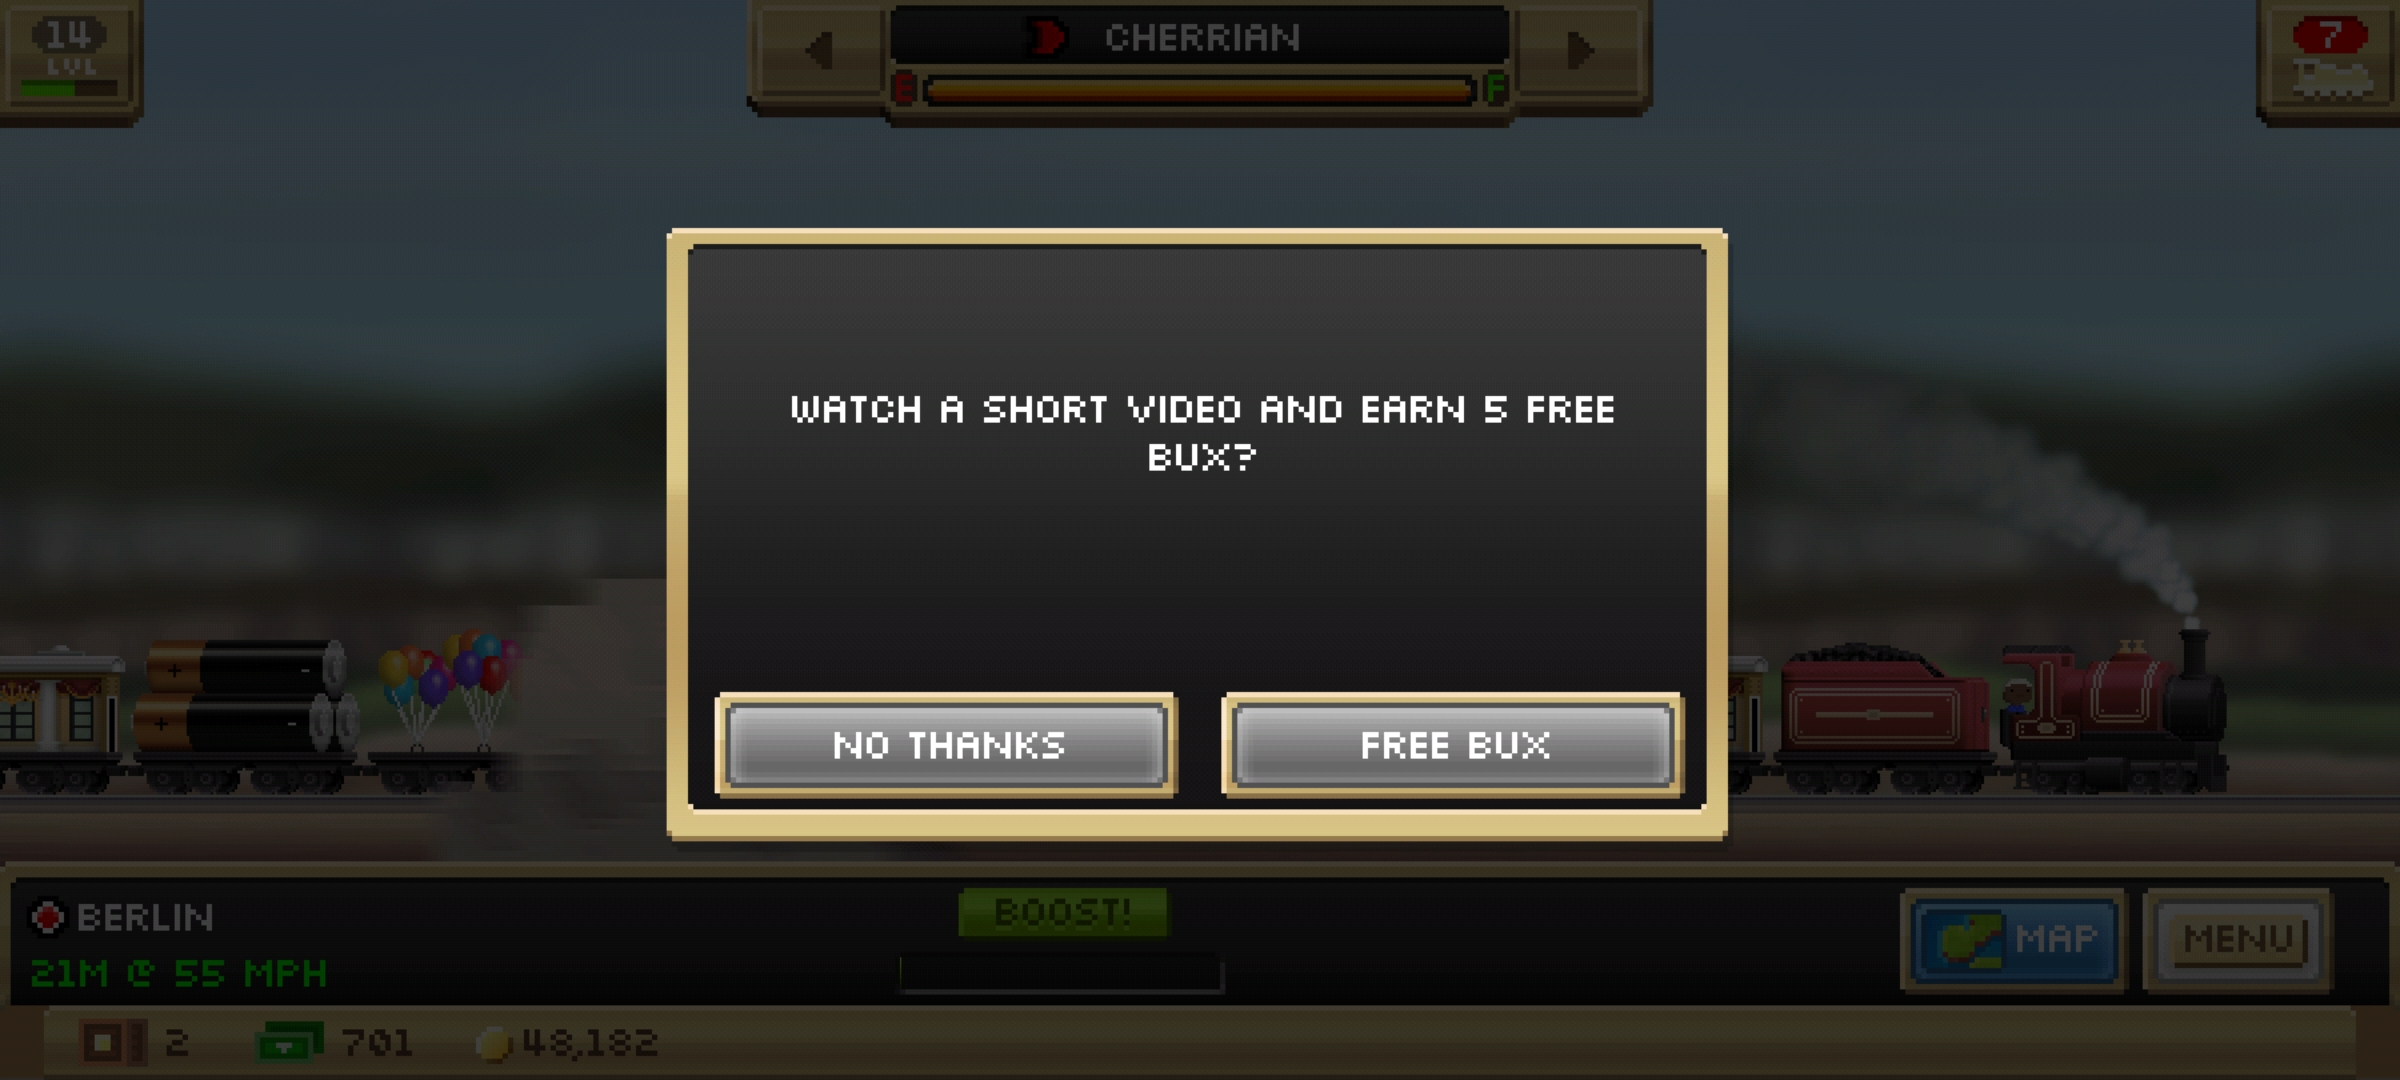 14
LVL
CHERRIAN
E F
7
WATCH A SHORT VIDEO AND EARN 5 FREE
BUX?
NO THANKS
FREE BUX
+ -
+ -
BERLIN
21M @ 55 MPH
BOOST!
MAP
MENU
2
701
48,182